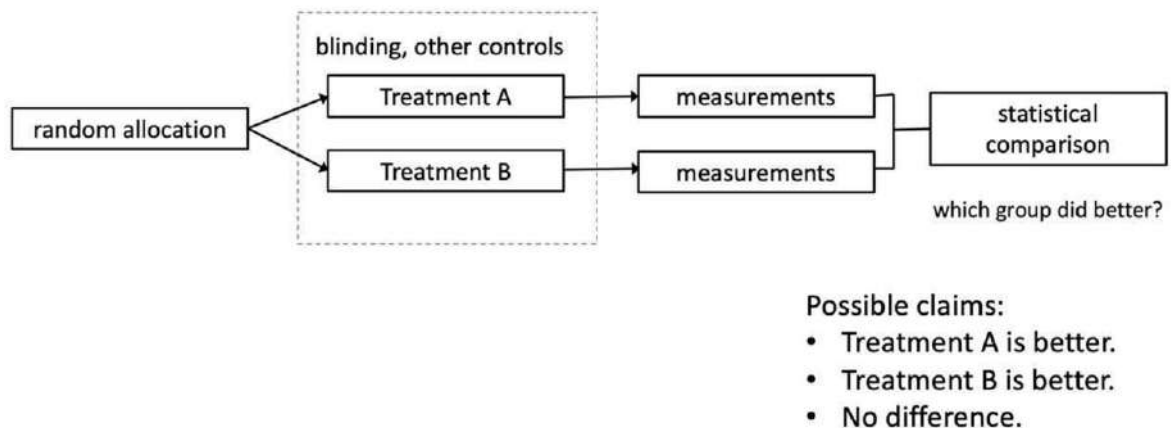 blinding, other controls
random allocation
Treatment A
measurements
Treatment B
measurements
statistical
comparison
which group did better?
Possible claims:
• Treatment A is better.
• Treatment B is better.
• No difference.